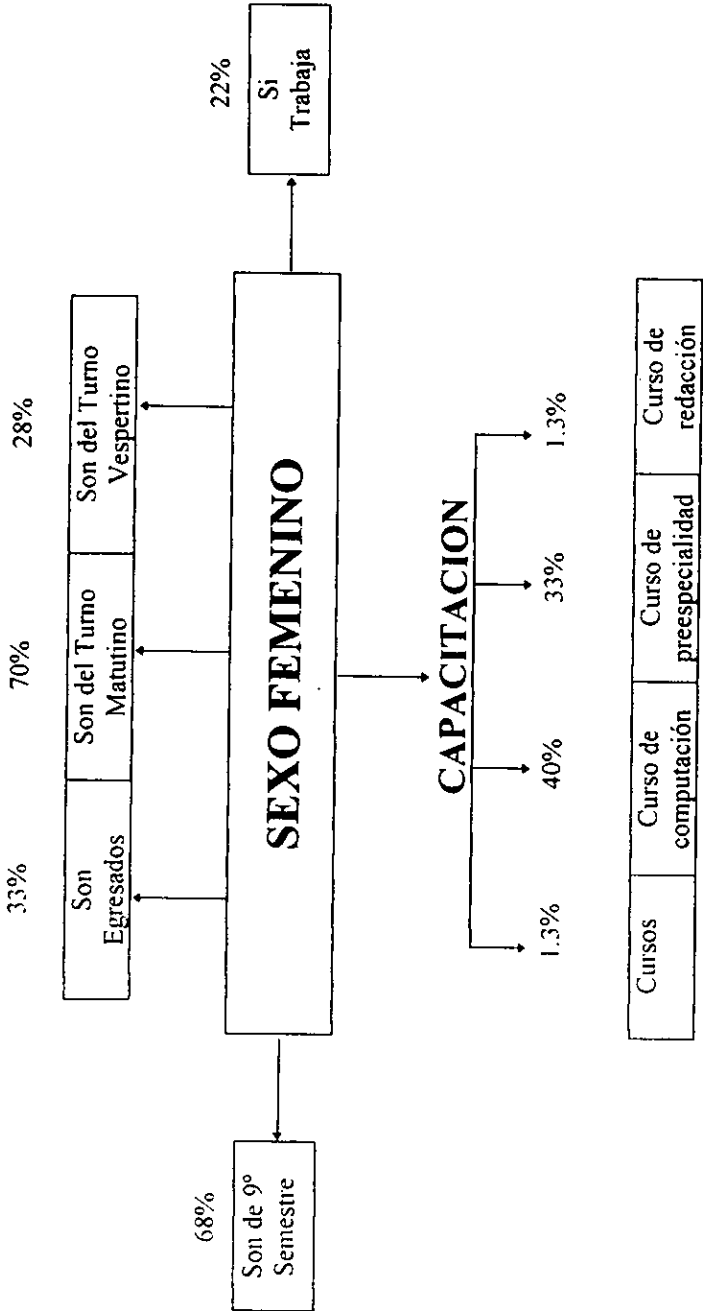 33%
70%
28%
Son
Egresados
Son del Turno
Matutino
Son del Turno
Vespertino
68%
Son de 9º
Semestre
SEXO FEMENINO
22%
Si
Trabaja
CAPACITACION
1.3%
40%
33%
1.3%
Cursos
Curso de
computación
Curso de
preespecialidad
Curso de
redacción